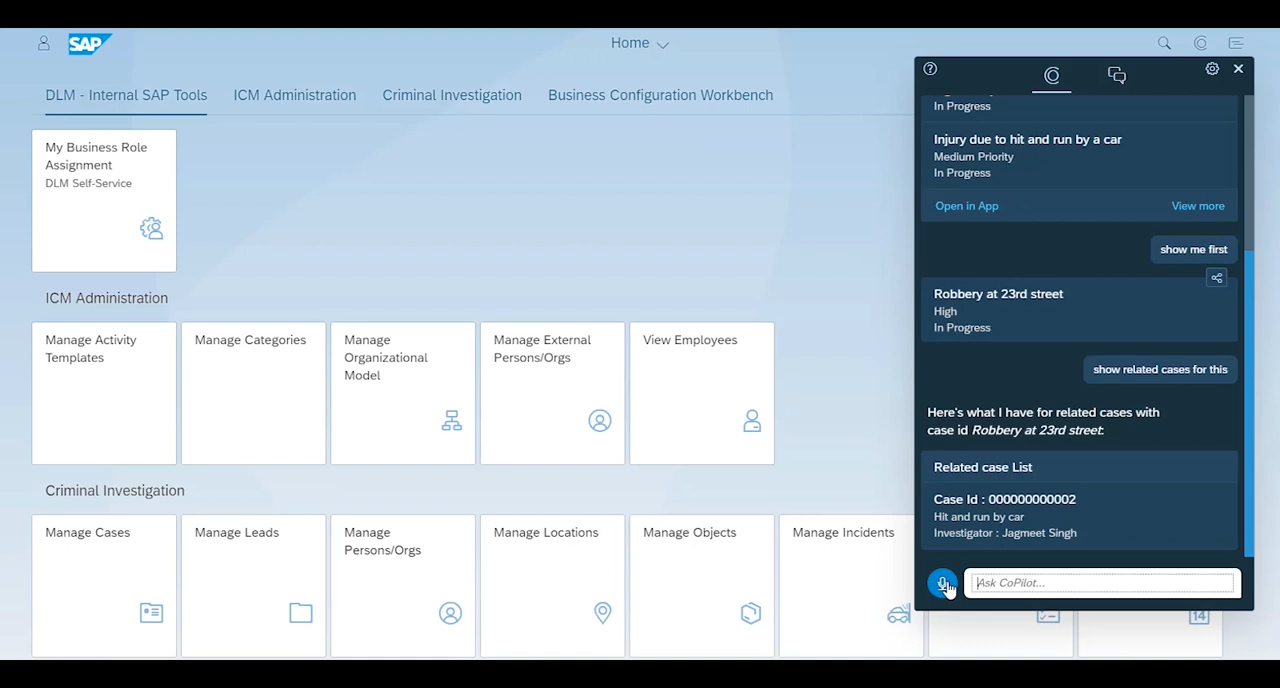 SAP
Home
DLM - Internal SAP Tools
ICM Administration
Criminal Investigation
Business Configuration Workbench
My Business Role
Assignment
DLM Self-Service
ICM Administration
Manage Activity
Templates
Manage Categories
Manage
Organizational
Model
Manage External
Persons/Orgs
View Employees
Criminal Investigation
Manage Cases
Manage Leads
Manage
Persons/Orgs
Manage Locations
Manage Objects
Manage Incidents
14
In Progress
Injury due to hit and run by a car
Medium Priority
In Progress
Open in App
View more
show me first
Robbery at 23rd street
High
In Progress
show related cases for this
Here's what I have for related cases with
case id Robbery at 23rd street:
Related case List
Case Id : 000000000002
Hit and run by car
Investigator : Jagmeet Singh
Ask CoPilot...